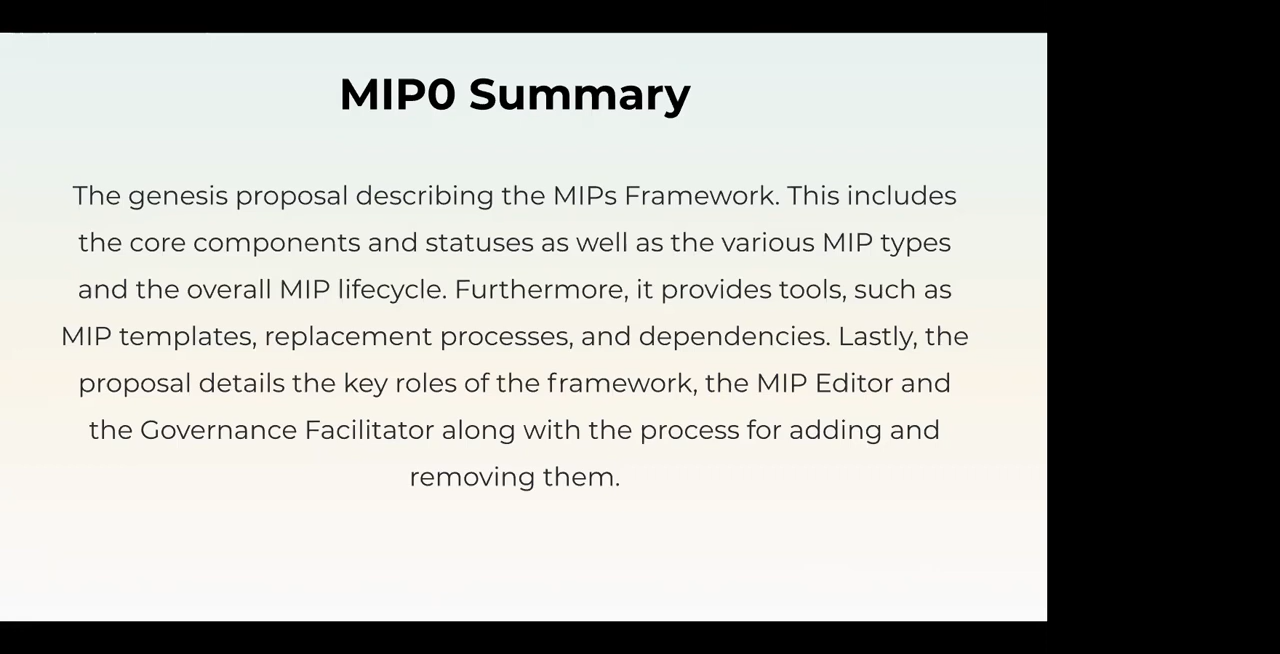 MIP0 Summary
The genesis proposal describing the MIPs Framework. This includes
the core components and statuses as well as the various MIP types
and the overall MIP lifecycle. Furthermore, it provides tools, such as
MIP templates, replacement processes, and dependencies. Lastly, the
proposal details the key roles of the framework, the MIP Editor and
the Governance Facilitator along with the process for adding and
removing them.